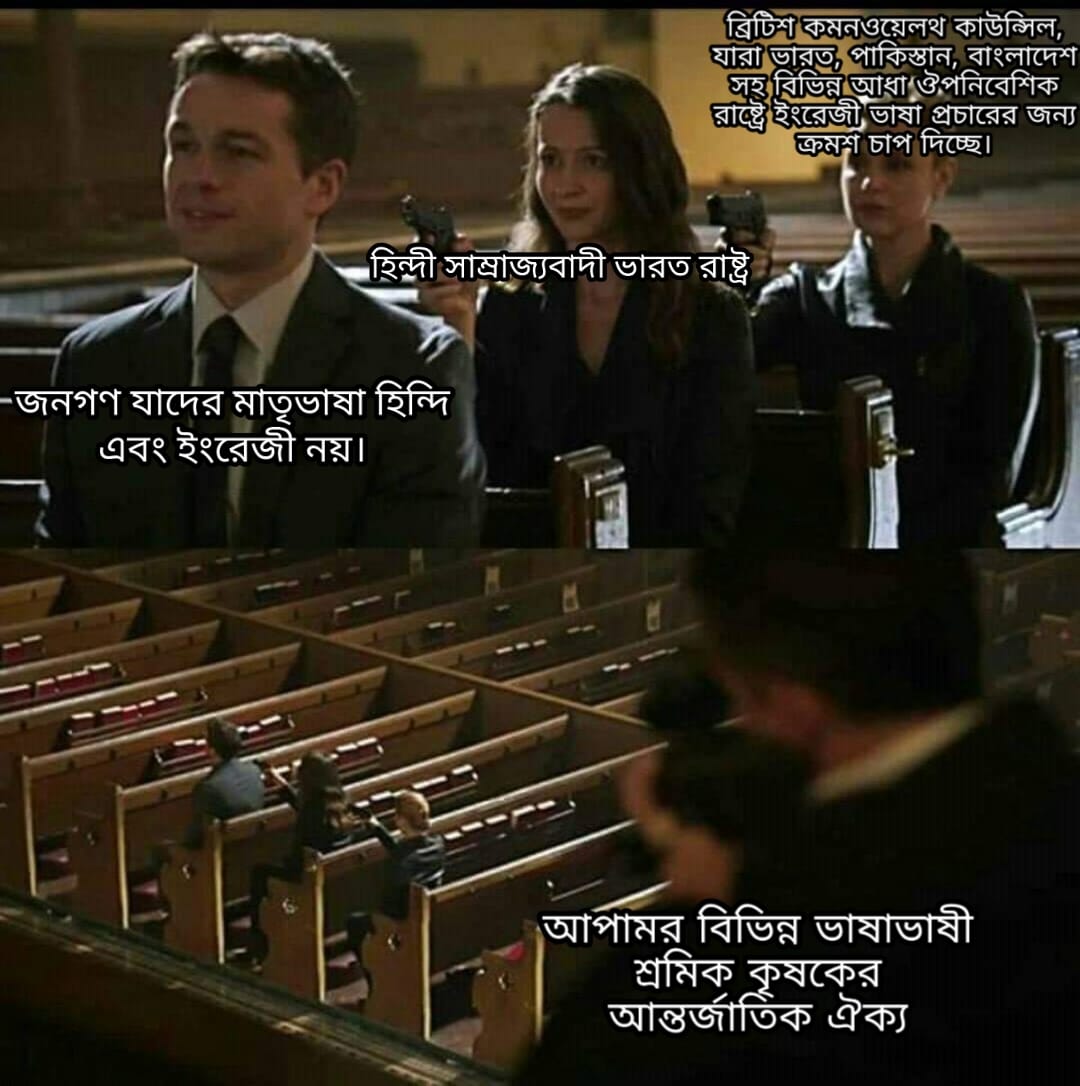 ব্রিটিশ কমনওয়েলথ কাউন্সিল,
যারা ভারত, পাকিস্তান, বাংলাদেশ
সহ বিভিন্ন আধা ঔপনিবেশিক
রাষ্ট্রে ইংরেজী ভাষা প্রচারের জন্য
ক্রমশ চাপ দিচ্ছে।
হিন্দী সাম্রাজ্যবাদী ভারত রাষ্ট্র
জনগণ যাদের মাতৃভাষা হিন্দি
এবং ইংরেজী নয়।
আপামর বিভিন্ন ভাষাভাষী
শ্রমিক কৃষকের
আন্তর্জাতিক ঐক্য